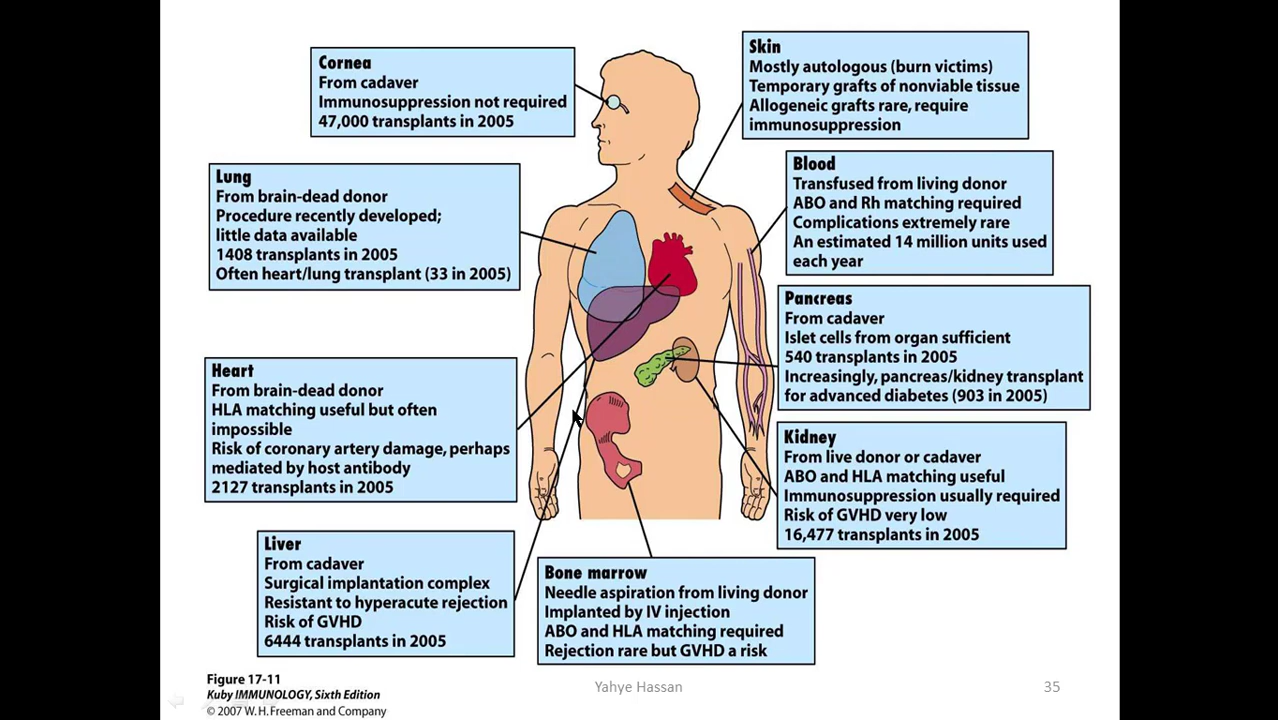 Cornea
From cadaver
Immunosuppression not required
47,000 transplants in 2005
Skin
Mostly autologous (burn victims)
Temporary grafts of nonviable tissue
Allogeneic grafts rare, require
immunosuppression
Lung
From brain-dead donor
Procedure recently developed;
little data available
1408 transplants in 2005
Often heart/lung transplant (33 in 2005)
Blood
Transfused from living donor
ABO and Rh matching required
Complications extremely rare
An estimated 14 million units used
each year
Pancreas
From cadaver
Islet cells from organ sufficient
540 transplants in 2005
Increasingly, pancreas/kidney transplant
for advanced diabetes (903 in 2005)
Heart
From brain-dead donor
HLA matching useful but often
impossible
Risk of coronary artery damage, perhaps
mediated by host antibody
2127 transplants in 2005
Kidney
From live donor or cadaver
ABO and HLA matching useful
Immunosuppression usually required
Risk of GVHD very low
16,477 transplants in 2005
Liver
From cadaver
Surgical implantation complex
Resistant to hyperacute rejection
Risk of GVHD
6444 transplants in 2005
Bone marrow
Needle aspiration from living donor
Implanted by IV injection
ABO and HLA matching required
Rejection rare but GVHD a risk
Figure 17-11
Kuby IMMUNOLOGY, Sixth Edition
© 2007 W. H. Freeman and Company
Yahye Hassan
35